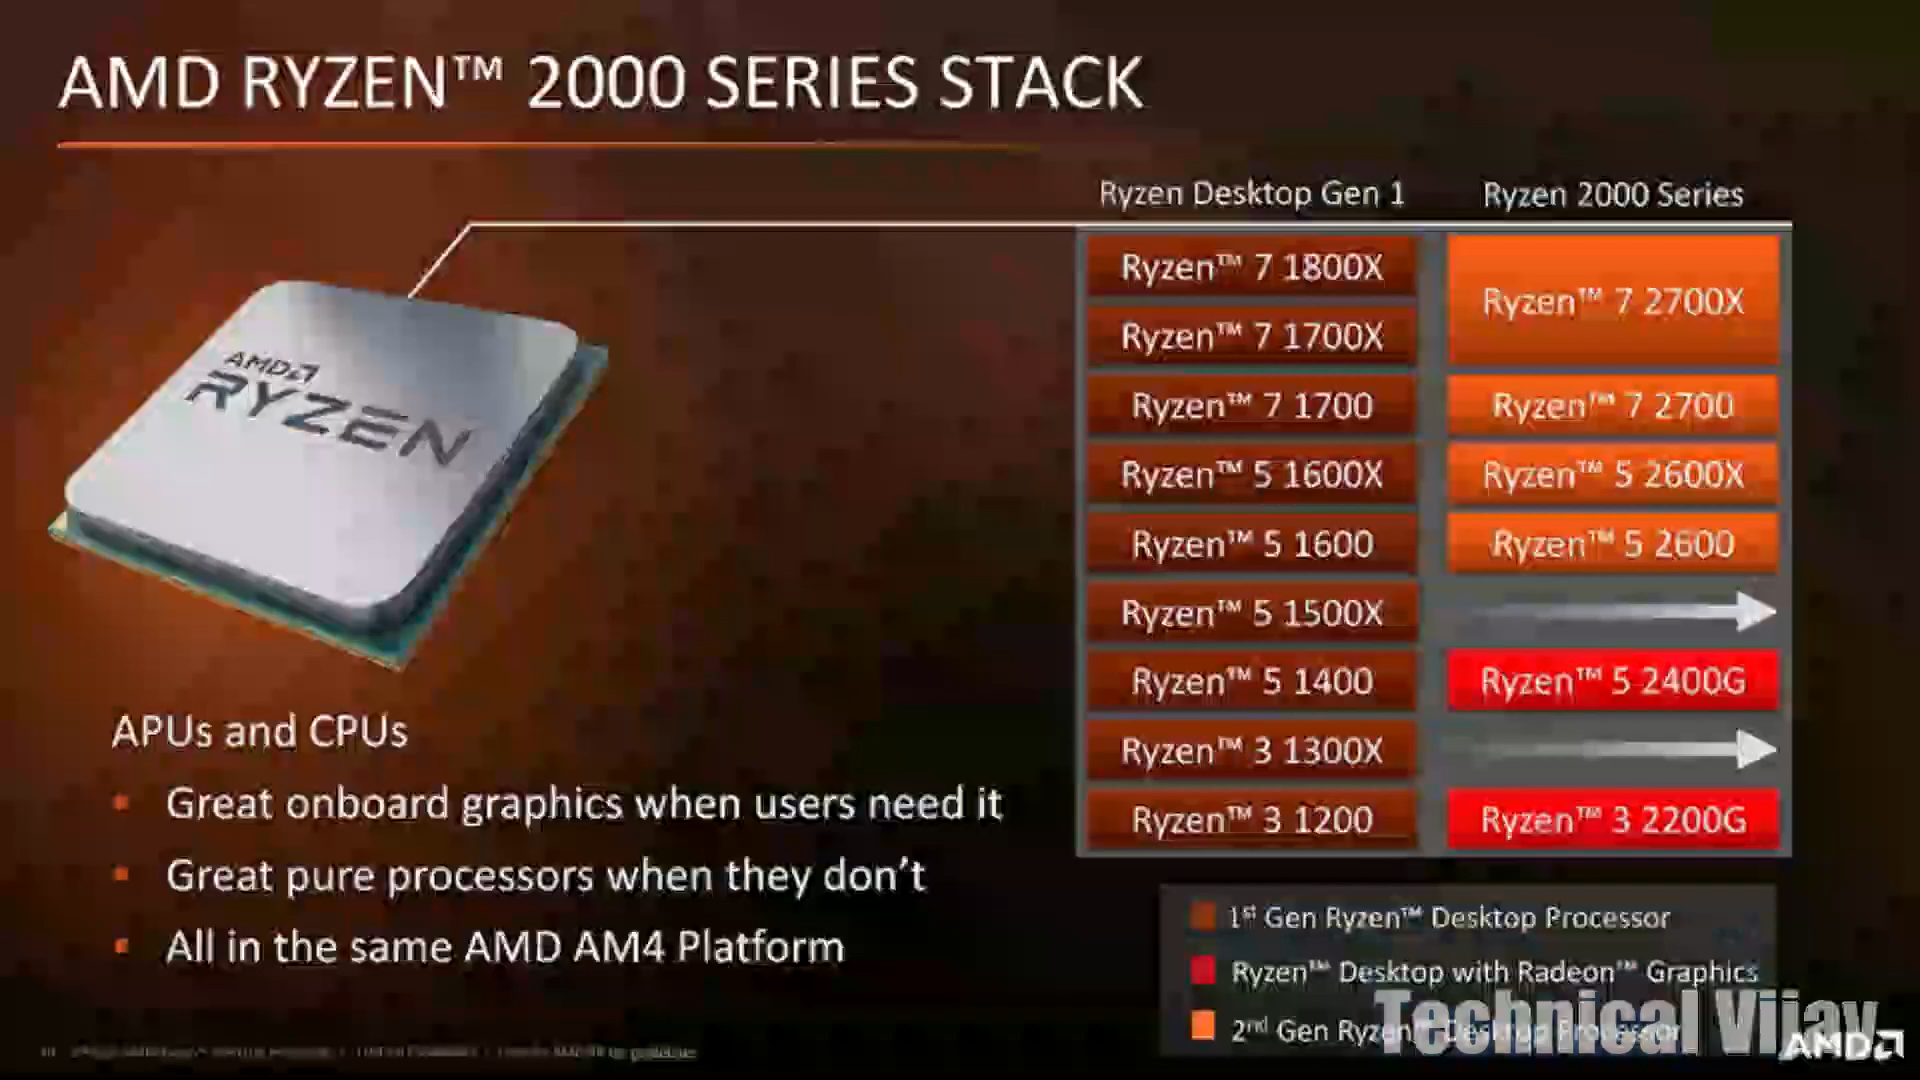 AMD RYZEN™ 2000 SERIES STACK
Ryzen Desktop Gen 1 Ryzen 2000 Series
Ryzen™ 7 1800X
Ryzen™ 7 2700X
Ryzen™ 7 1700X
Ryzen™ 7 1700 Ryzen™ 7 2700
Ryzen™ 5 1600X Ryzen™ 5 2600X
Ryzen™ 5 1600 Ryzen™ 5 2600
Ryzen™ 5 1500X
Ryzen™ 5 1400 Ryzen™ 5 2400G
Ryzen™ 3 1300X
Ryzen™ 3 1200 Ryzen™ 3 2200G
AMD
RYZEN
APUs and CPUs
▪ Great onboard graphics when users need it
▪ Great pure processors when they don't
▪ All in the same AMD AM4 Platform
1st Gen Ryzen™ Desktop Processor
Ryzen™ Desktop with Radeon™ Graphics
2nd Gen Ryzen™ Desktop Processor
Technical Vijay
AMD